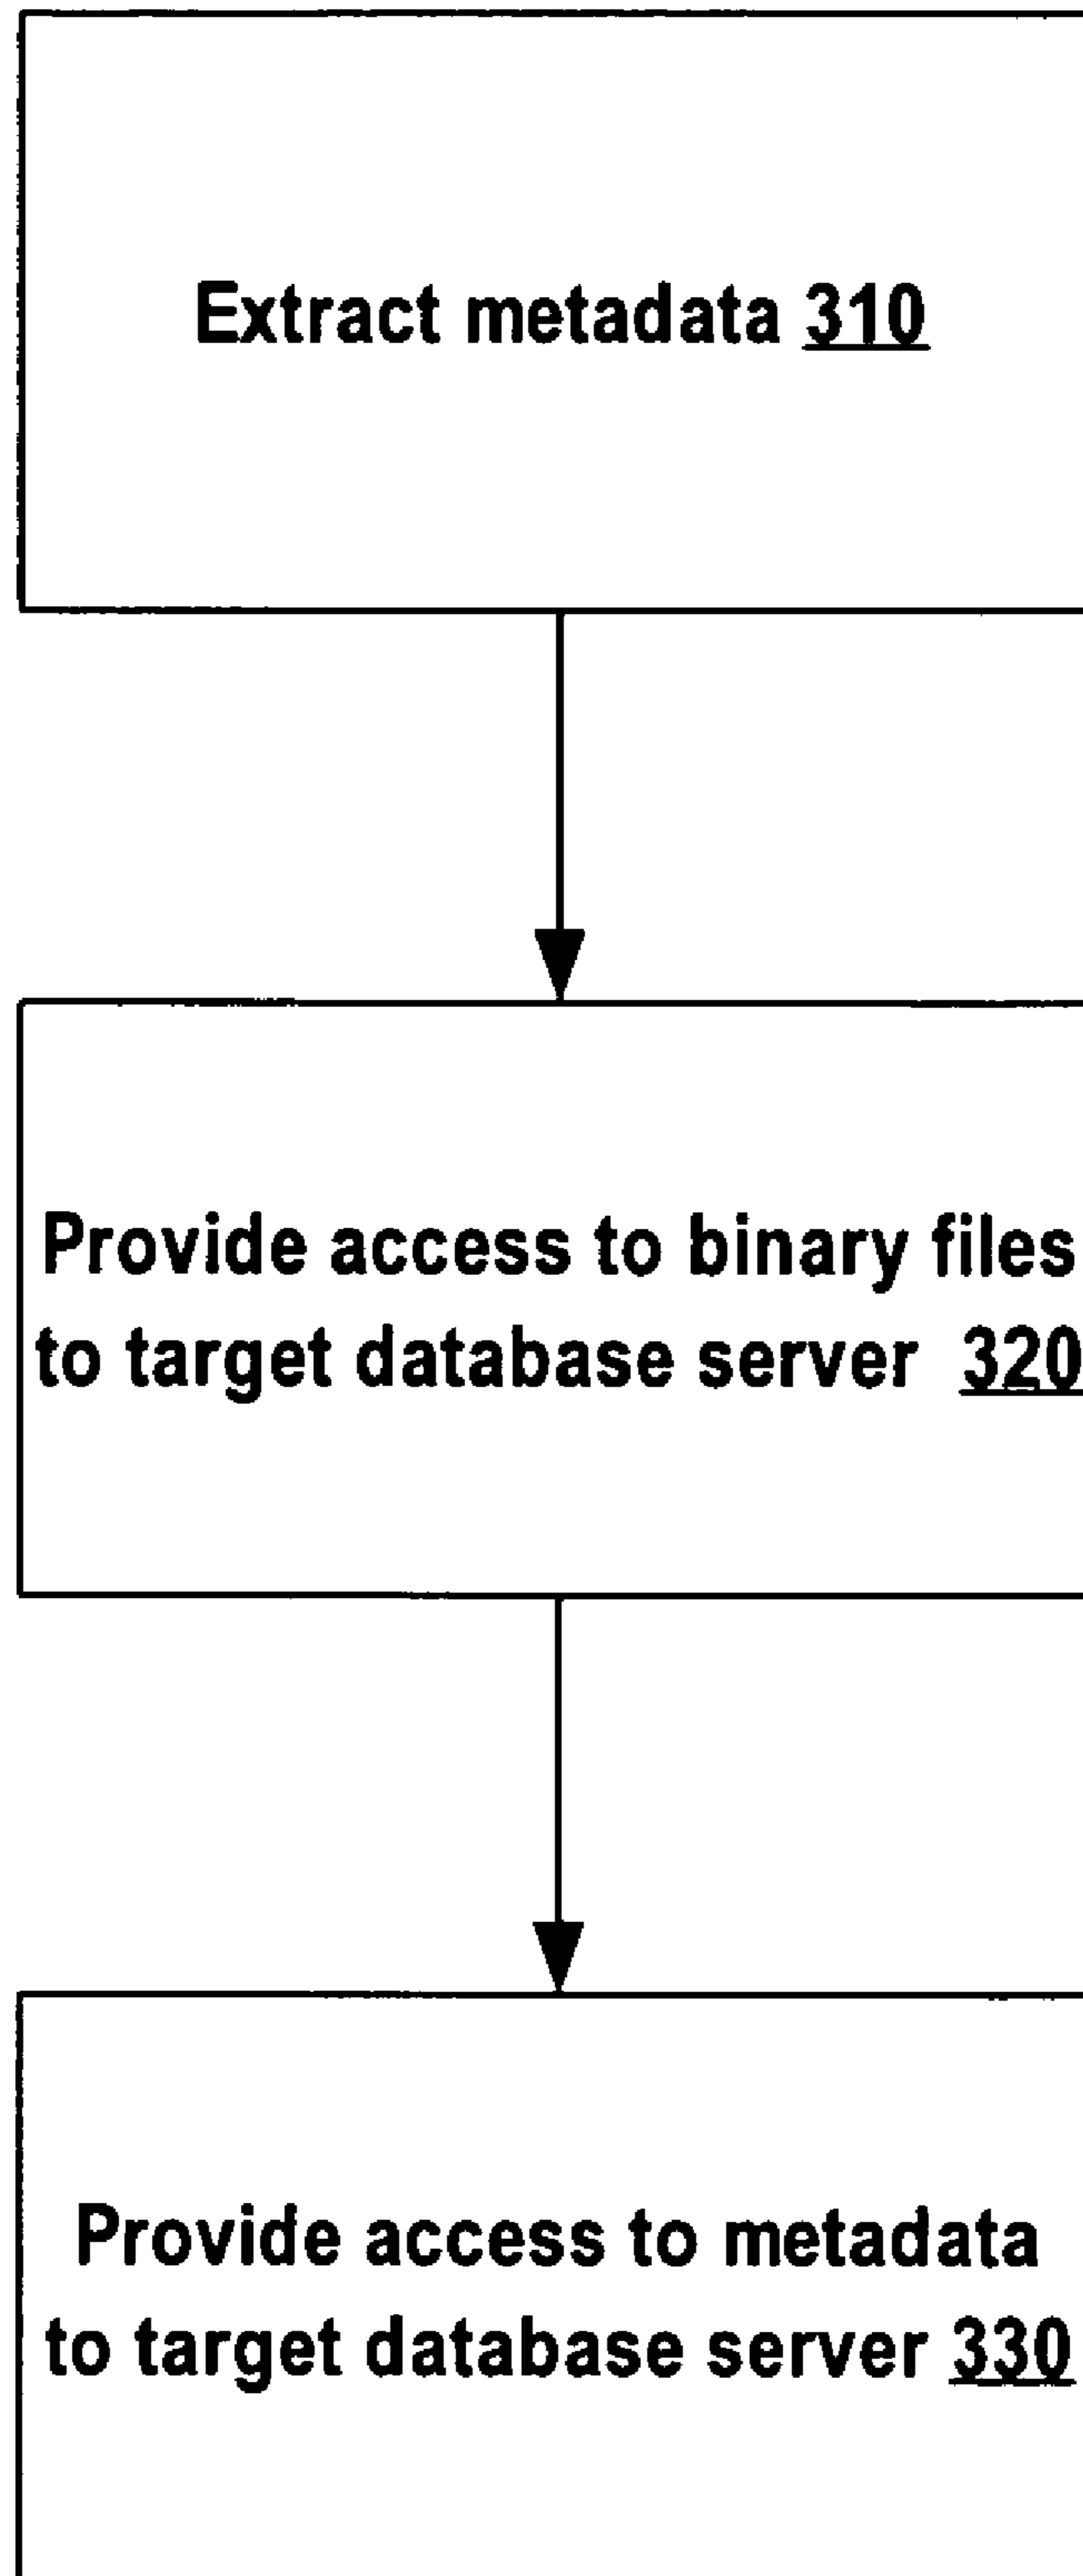 Extract metadata 310
Provide access to binary files
to target database server 320
Provide access to metadata
to target database server 330